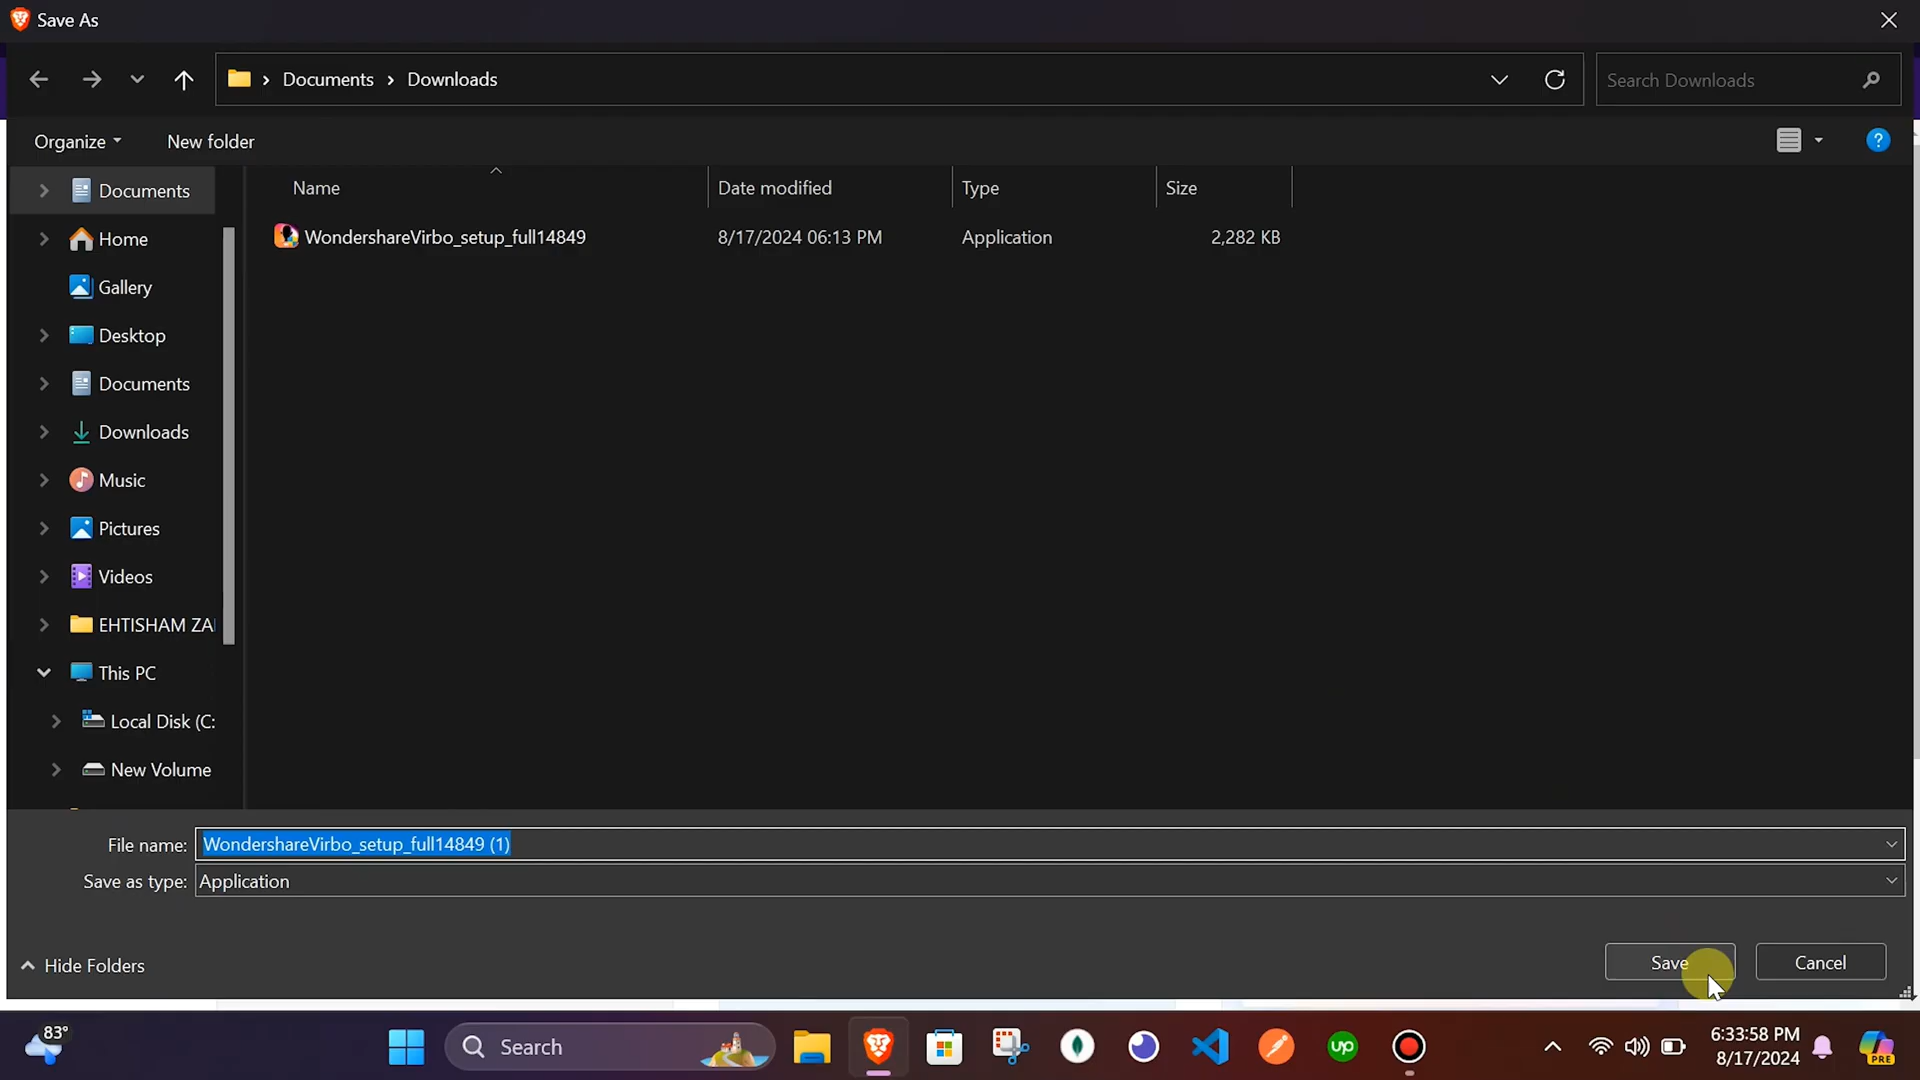 Save As
Documents
Downloads
Search Downloads
Organize
New folder
?
Name
Date modified
Type
Size
WondershareVirbo_setup_full14849
8/17/2024 06:13 PM
Application
2,282 KB
Documents
Home
Gallery
Desktop
Documents
Downloads
Music
Pictures
Videos
EHTISHAM ZA
This PC
Local Disk (C:
New Volume
File name:
WondershareVirbo_setup_full14849 (1)
Save as type:
Application
Hide Folders
Save
Cancel
83°
Search
up
6:33:58 PM
8/17/2024
PRE